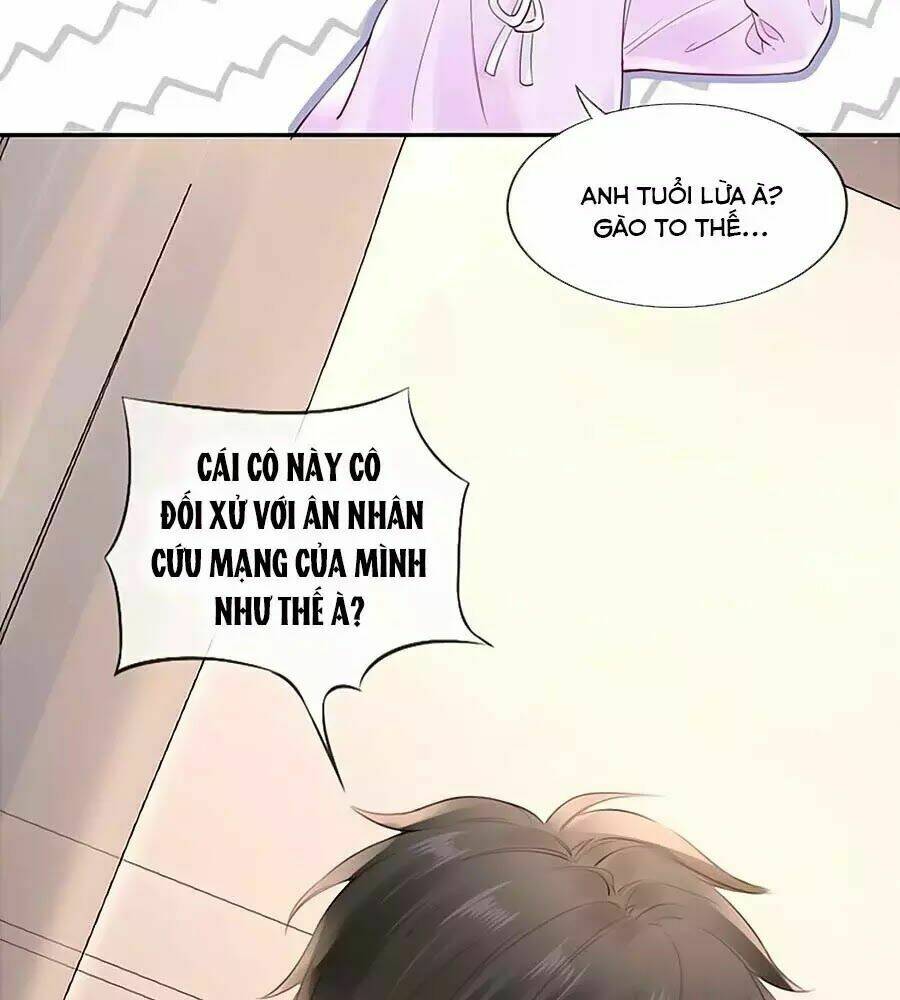 ANH TUỔI LỪA À?
GÀO TO THẾ...
CÁI CÔ NÀY CÔ
ĐỐI XỬ VỚI ÂN NHÂN
CỨU MẠNG CỦA MÌNH
NHƯ THẾ À?